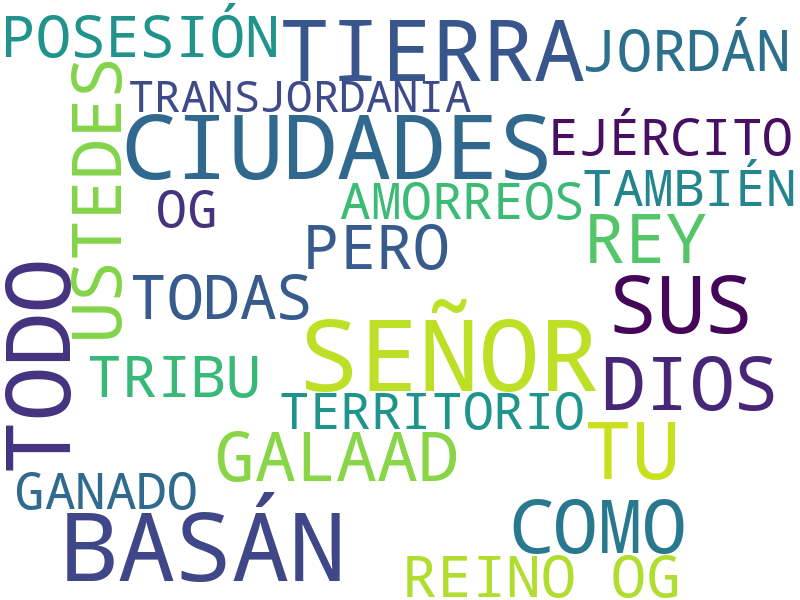 POSESIÓN
TIERRA
JORDÁN
TRANSJORDANIA
USTEDES
CIUDADES
EJÉRCITO
OG
AMORREOS
TAMBIÉN
PERO
REY
TODO
TODAS
SUS
SEÑOR
TRIBU
DIOS
TERRITORIO
TU
GALAAD
GANADO
BASÁN
COMO
REINO OG